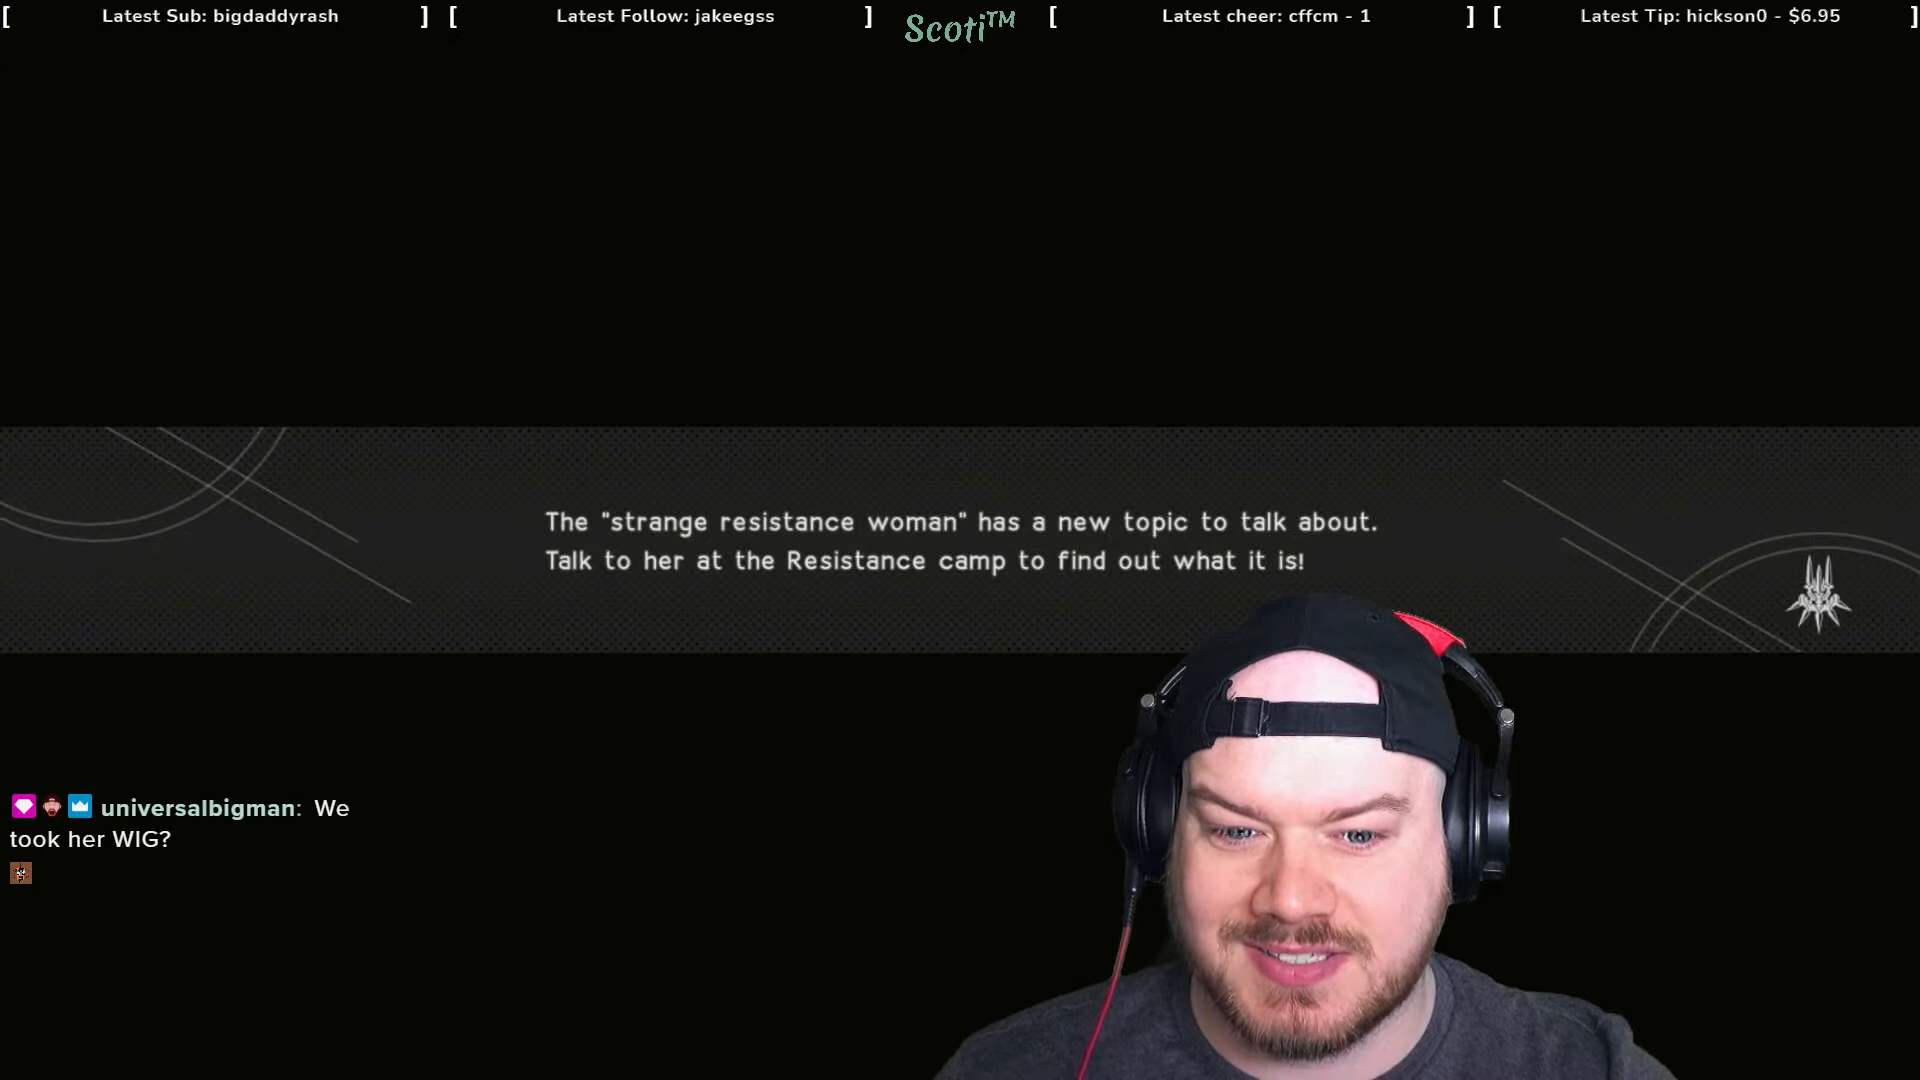 [ Latest Sub: bigdaddyrash ] [ Latest Follow: jakeegss ] Scoti™ [ Latest cheer: cffcm - 1 ] [ Latest Tip: hickson0 - $6.95 ]
The "strange resistance woman" has a new topic to talk about.
Talk to her at the Resistance camp to find out what it is!
universalbigman: We
took her WIG?